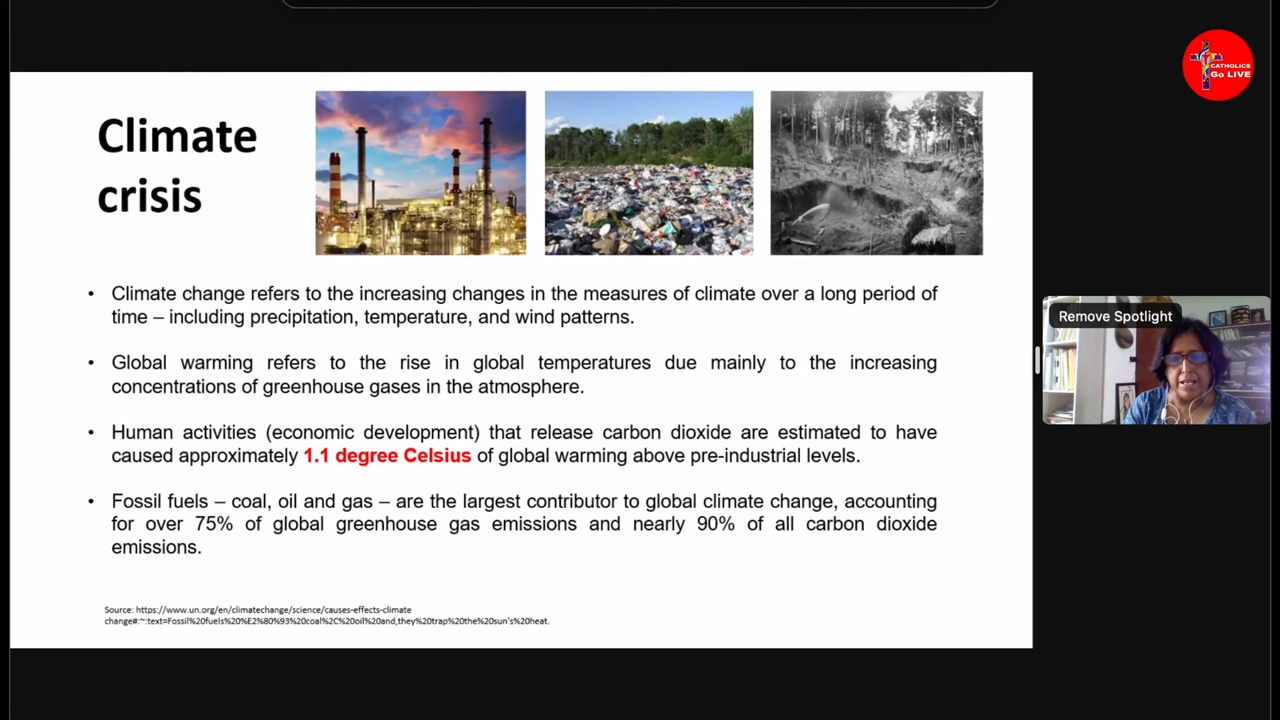 CATHOLICS
Go LIVE
Climate
crisis
• Climate change refers to the increasing changes in the measures of climate over a long period of
time – including precipitation, temperature, and wind patterns.
• Global warming refers to the rise in global temperatures due mainly to the increasing
concentrations of greenhouse gases in the atmosphere.
• Human activities (economic development) that release carbon dioxide are estimated to have
caused approximately 1.1 degree Celsius of global warming above pre-industrial levels.
• Fossil fuels – coal, oil and gas – are the largest contributor to global climate change, accounting
for over 75% of global greenhouse gas emissions and nearly 90% of all carbon dioxide
emissions.
Source: https://www.un.org/en/climatechange/science/causes-effects-climate
change#:~:text=Fossil%20fuels%20%E2%80%93%20coal%2C%20oil%20and,they%20trap%20the%20sun's%20heat.
Remove Spotlight